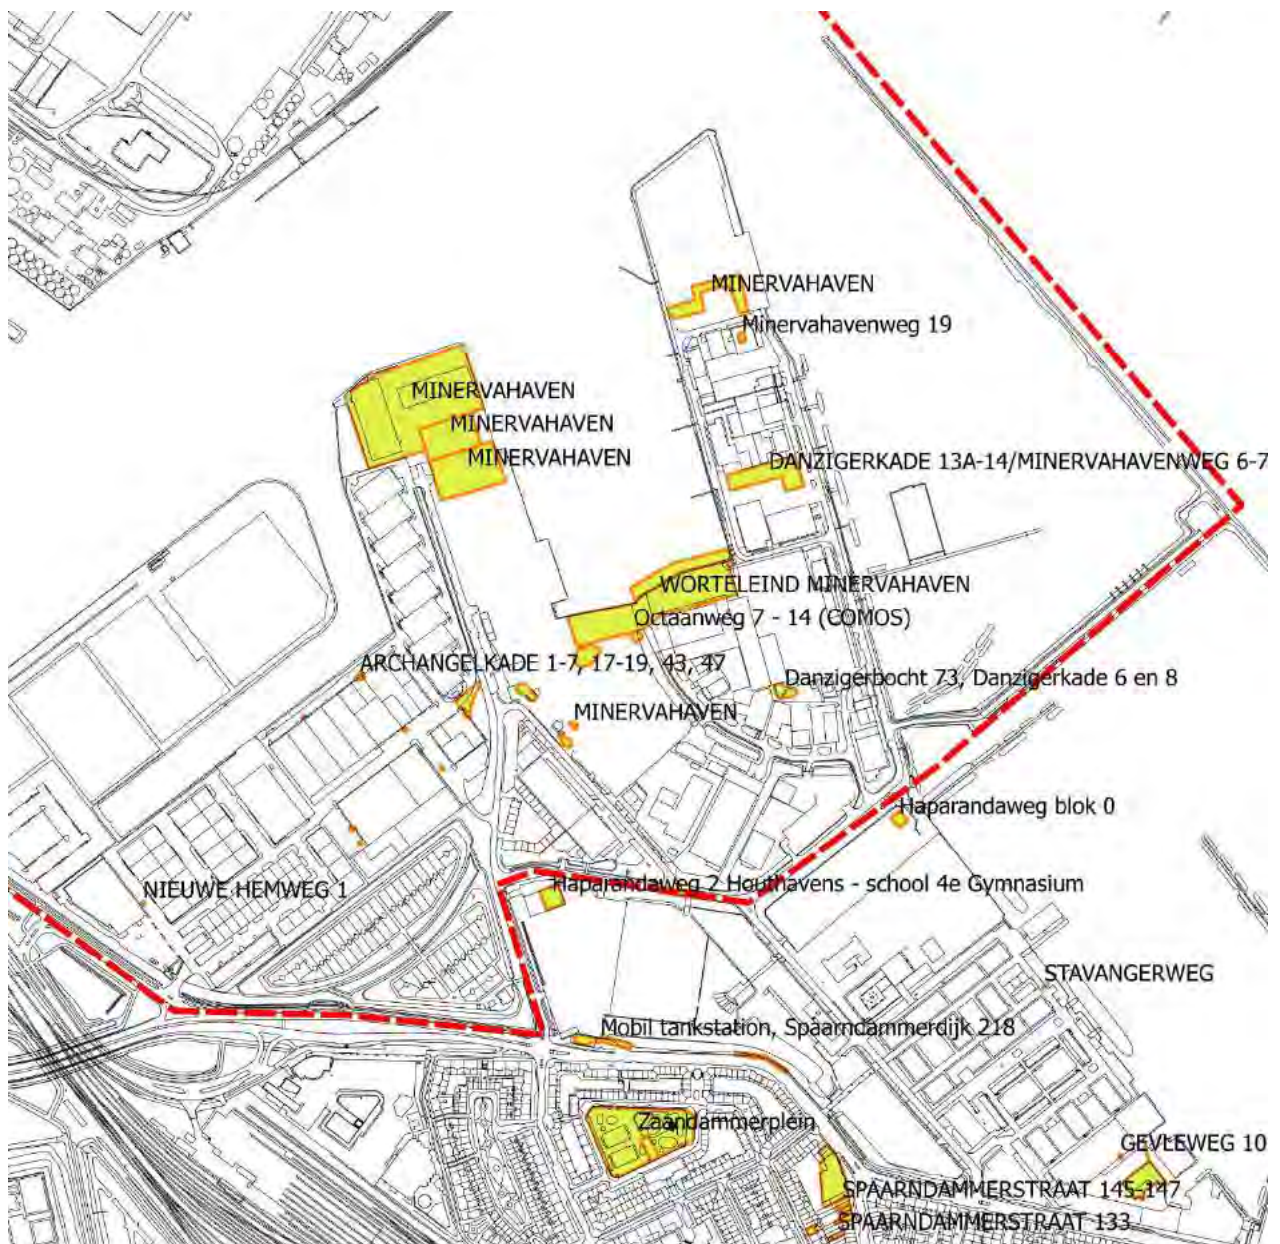 MINERVAHAVEN
Minervahavenweg 19
MINERVAHAVEN
MINERVAHAVEN
MINERVAHAVEN
DANZIGERKADE 13A-14/MINERVAHAVENWEG 6-7
WORTELEIND MINERVAHAVEN
Octaanweg 7 - 14 (COMOS)
ARCHANGELKADE 1-7, 17-19, 43, 47
Danzigerbocht 73, Danzigerkade 6 en 8
MINERVAHAVEN
Haparandaweg blok 0
Haparandaweg 2 Houthavens - school 4e Gymnasium
NIEUWE HEMWEG 1
STAVANGERWEG
Mobil tankstation, Spaarndammerdijk 218
Zaandammerplein
GEVLEWEG 10
SPAARNDAMMERSTRAAT 145-147
SPAARNDAMMERSTRAAT 133